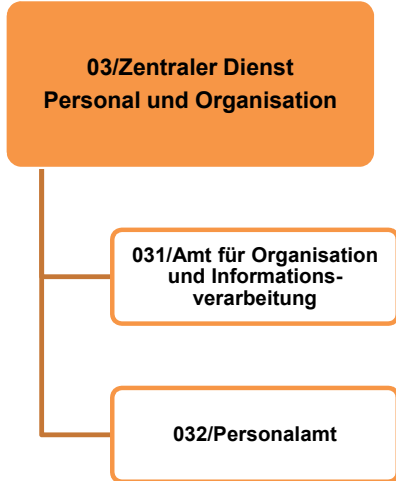 03/Zentraler Dienst
Personal und Organisation
031/Amt für Organisation
und Informations-
verarbeitung
032/Personalamt